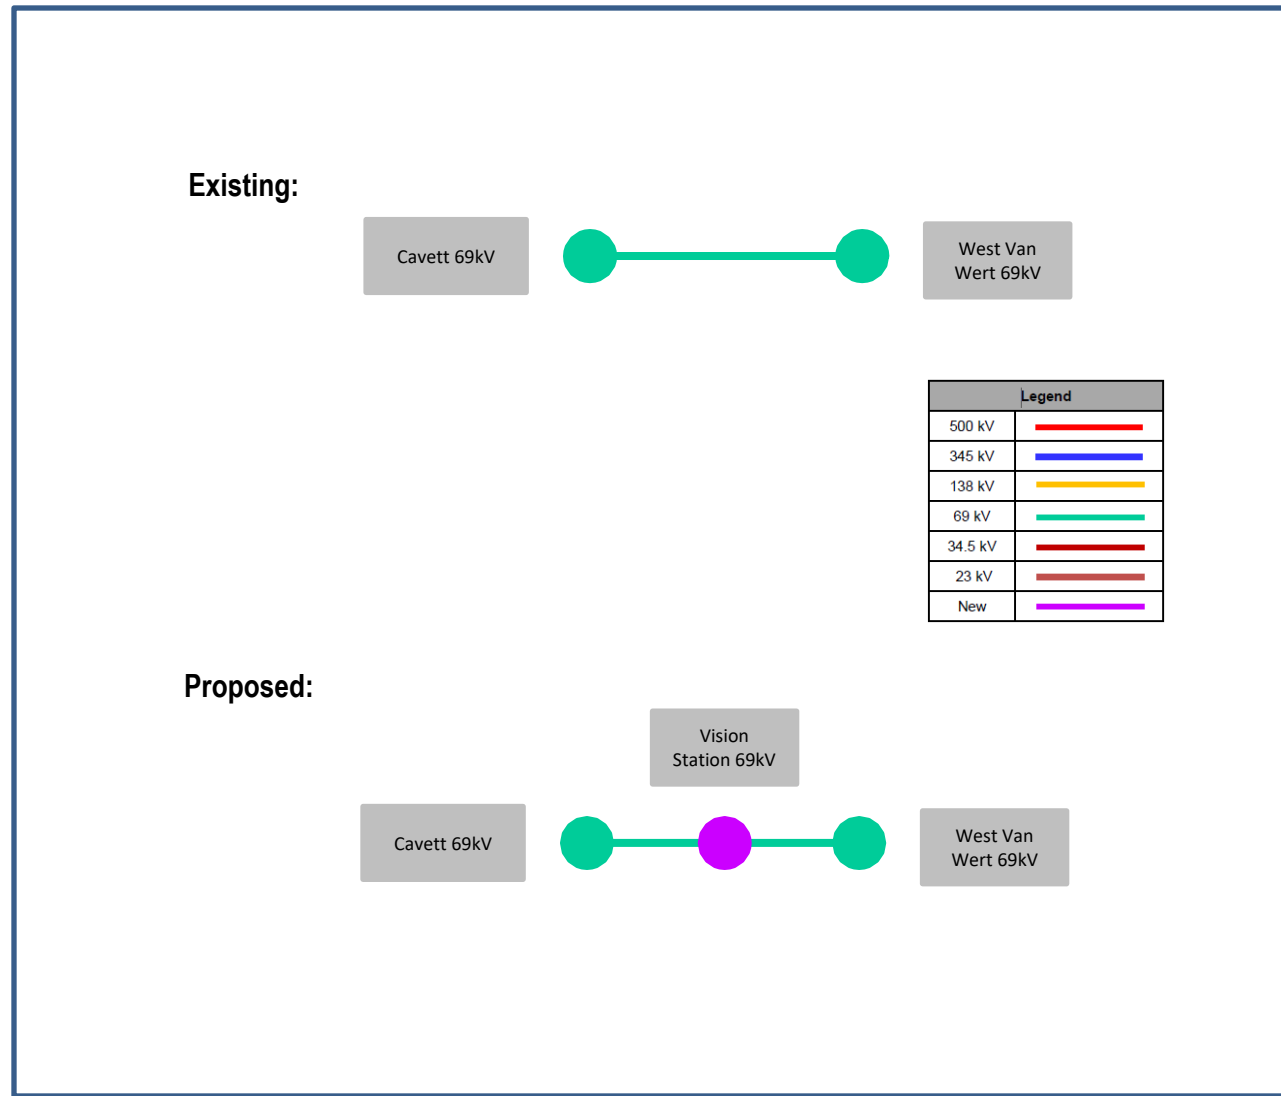 Existing:
Cavett 69kV
West Van
Wert 69kV
Legend
500 kV
345 kV
138 kV
69 kV
34.5 kV
23 kV
New
Proposed:
Vision
Station 69kV
Cavett 69kV
West Van
Wert 69kV